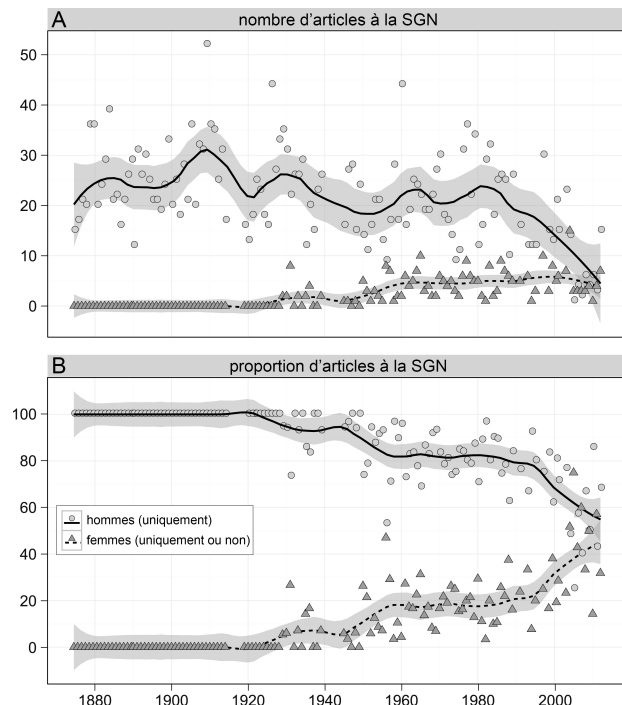 A
nombre d'articles à la SGN
50
40
30
20
10
0
B
proportion d'articles à la SGN
100
80
60
40
20
0
hommes (uniquement)
femmes (uniquement ou non)
1880 1900 1920 1940 1960 1980 2000